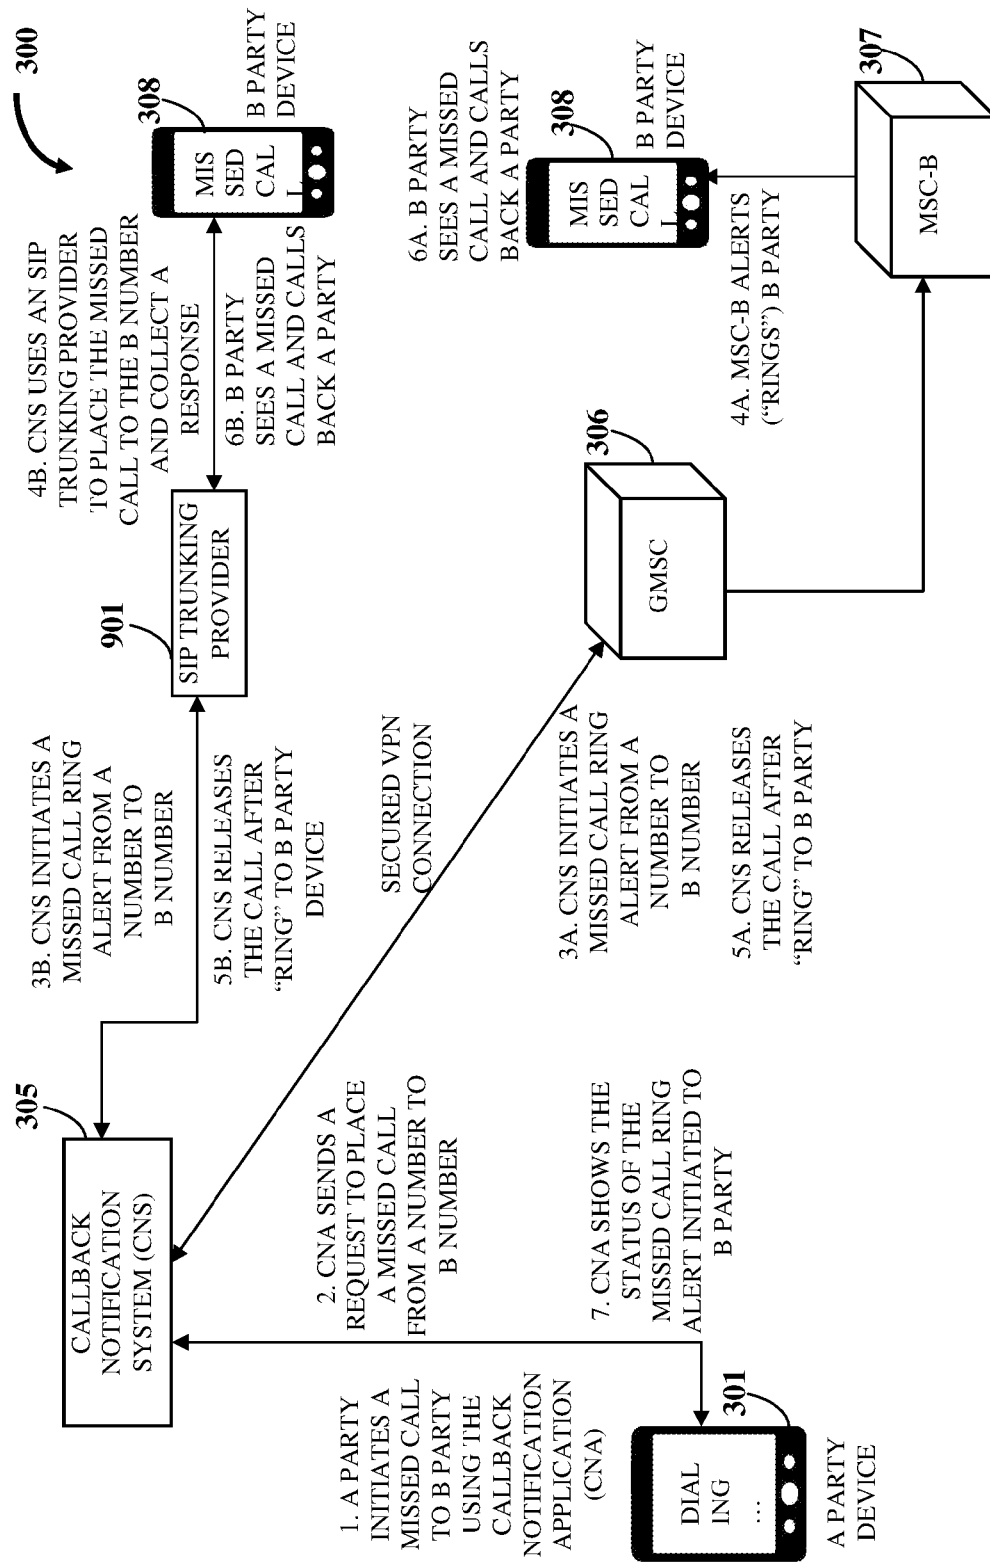 300
4B. CNS USES AN SIP
TRUNKING PROVIDER
TO PLACE THE MISSED
CALL TO THE B NUMBER
AND COLLECT A
RESPONSE
308
MIS
SED
CAL
L
B PARTY
DEVICE
6B. B PARTY
SEES A MISSED
CALL AND CALLS
BACK A PARTY
901
SIP TRUNKING
PROVIDER
3B. CNS INITIATES A
MISSED CALL RING
ALERT FROM A
NUMBER TO
B NUMBER
5B. CNS RELEASES
THE CALL AFTER
“RING” TO B PARTY
DEVICE
305
CALLBACK
NOTIFICATION
SYSTEM (CNS)
SECURED VPN
CONNECTION
6A. B PARTY
SEES A MISSED
CALL AND CALLS
BACK A PARTY
308
MIS
SED
CAL
L
B PARTY
DEVICE
4A. MSC-B ALERTS
(“RINGS”) B PARTY
307
MSC-B
306
GMSC
3A. CNS INITIATES A
MISSED CALL RING
ALERT FROM A
NUMBER TO
B NUMBER
5A. CNS RELEASES
THE CALL AFTER
“RING” TO B PARTY
2. CNA SENDS A
REQUEST TO PLACE
A MISSED CALL
FROM A NUMBER TO
B NUMBER
7. CNA SHOWS THE
STATUS OF THE
MISSED CALL RING
ALERT INITIATED TO
B PARTY
1. A PARTY
INITIATES A
MISSED CALL
TO B PARTY
USING THE
CALLBACK
NOTIFICATION
APPLICATION
(CNA)
301
DIAL
ING
...
A PARTY
DEVICE